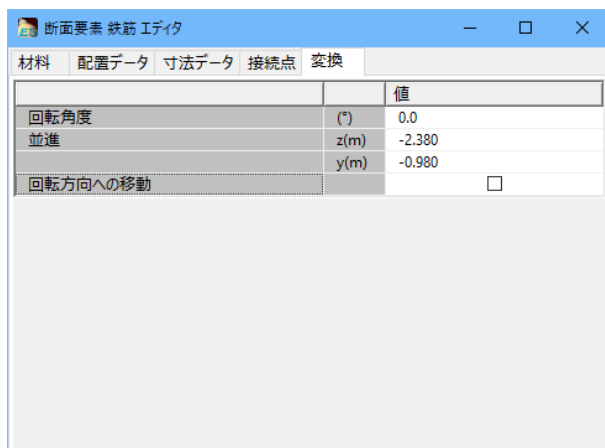 ES 断面要素 鉄筋 エディタ
材料 配置データ 寸法データ 接続点 変換
値
回転角度 (°) 0.0
並進 z(m) -2.380
y(m) -0.980
回転方向への移動